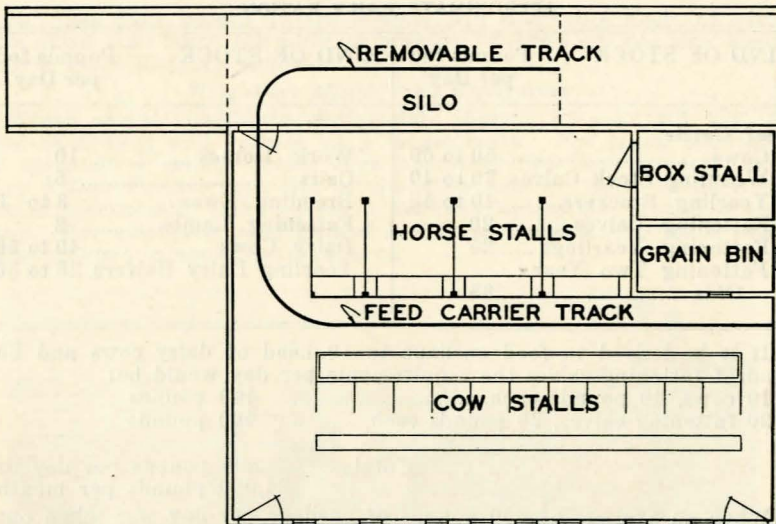 REMOVABLE TRACK
SILO
BOX STALL
HORSE STALLS
GRAIN BIN
FEED CARRIER TRACK
COW STALLS